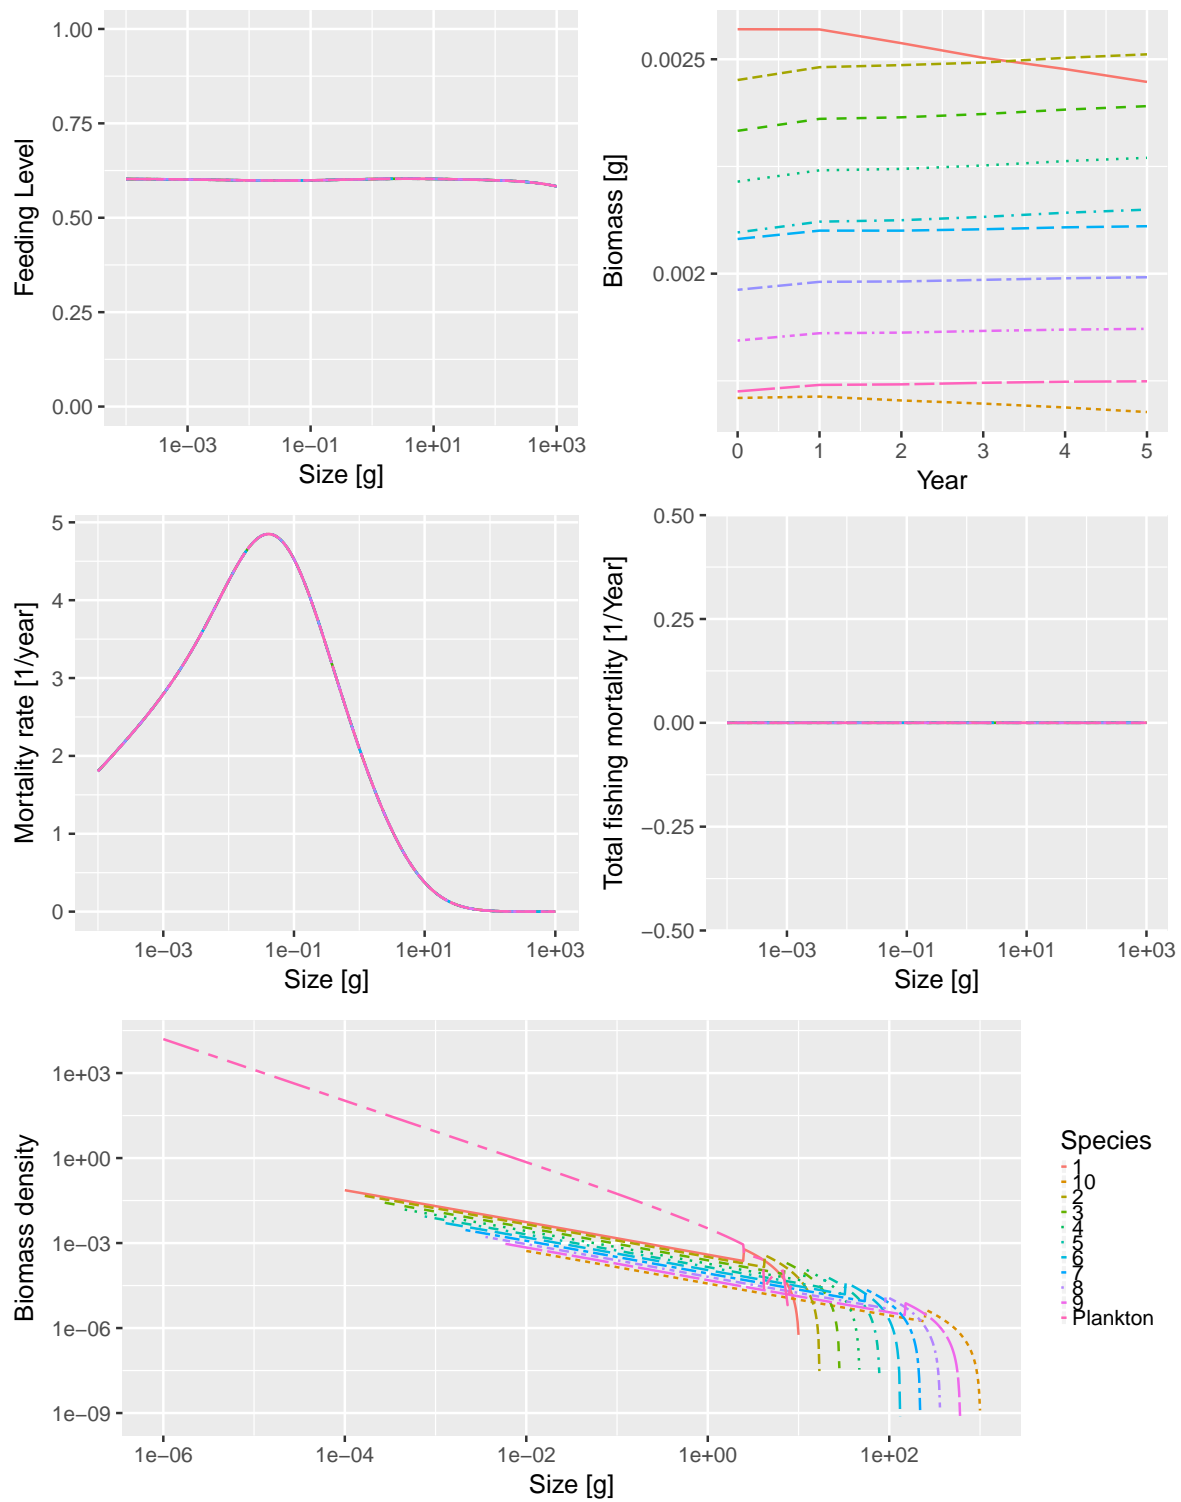 1.00
0.75
0.50
0.25
0.00
Feeding Level
1e−03 1e−01 1e+01 1e+03
Size [g]
0.0025
0.002
Biomass [g]
0 1 2 3 4 5
Year
5
4
3
2
1
0
Mortality rate [1/year]
1e−03 1e−01 1e+01 1e+03
Size [g]
0.50
0.25
0.00
−0.25
−0.50
Total fishing mortality [1/Year]
1e−03 1e−01 1e+01 1e+03
Size [g]
1e+03
1e+00
1e−03
1e−06
1e−09
Biomass density
1e−06 1e−04 1e−02 1e+00 1e+02
Size [g]
Species
1
10
2
3
4
5
6
7
8
9
Plankton